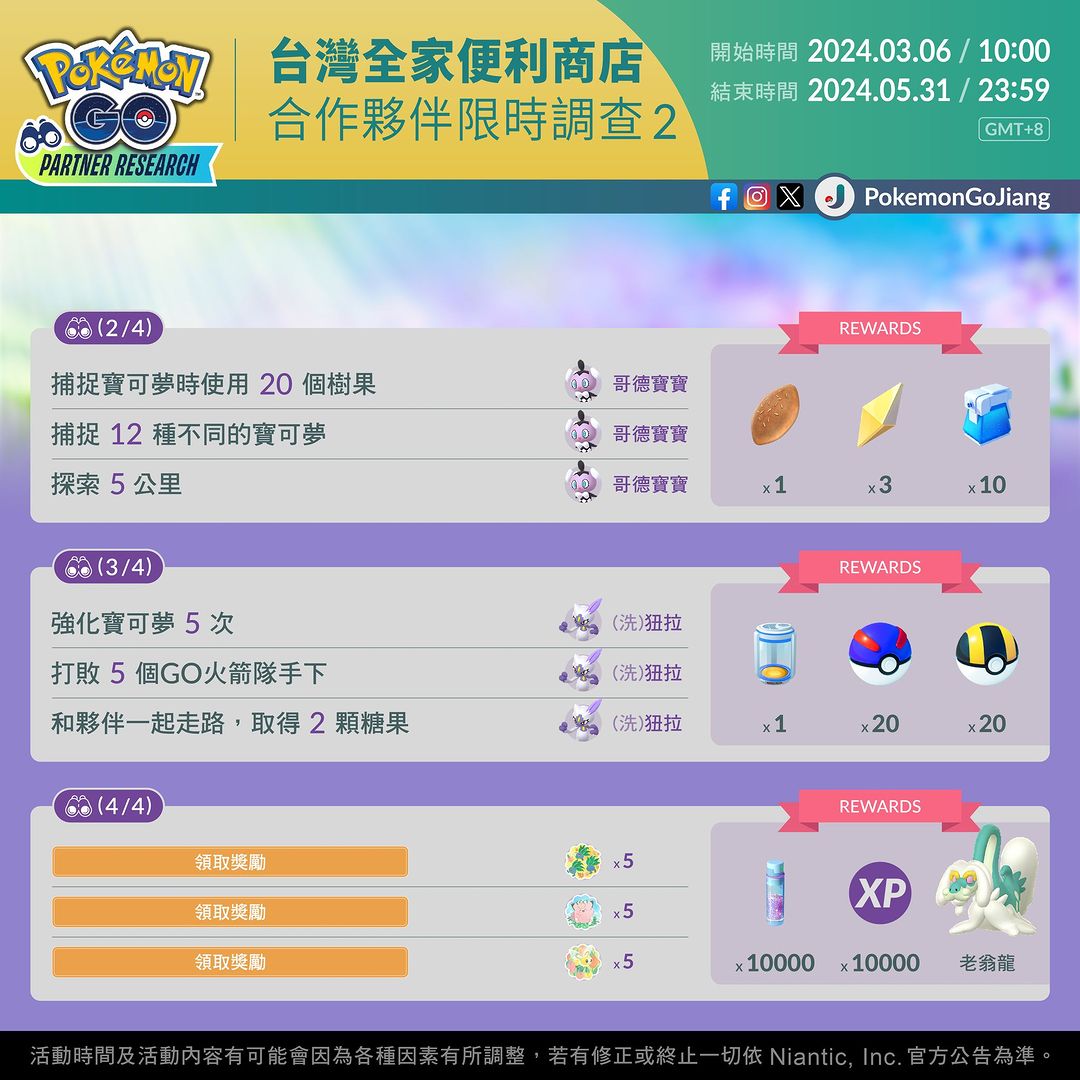 POKÉMON GO
PARTNER RESEARCH
台灣全家便利商店
合作夥伴限時調查 2
開始時間 2024.03.06 / 10:00
結束時間 2024.05.31 / 23:59
GMT+8
PokemonGoJiang
(2/4)
REWARDS
捕捉寶可夢時使用 20 個樹果 哥德寶寶
捕捉 12 種不同的寶可夢 哥德寶寶
探索 5 公里 哥德寶寶
x1 x3 x10
(3/4)
REWARDS
強化寶可夢 5 次 (洗)狃拉
打敗 5 個GO火箭隊手下 (洗)狃拉
和夥伴一起走路，取得 2 顆糖果 (洗)狃拉
x1 x20 x20
(4/4)
REWARDS
領取獎勵 x5
領取獎勵 x5
領取獎勵 x5
XP
x10000 x10000 老翁龍
活動時間及活動內容有可能會因為各種因素有所調整，若有修正或終止一切依 Niantic, Inc. 官方公告為準。